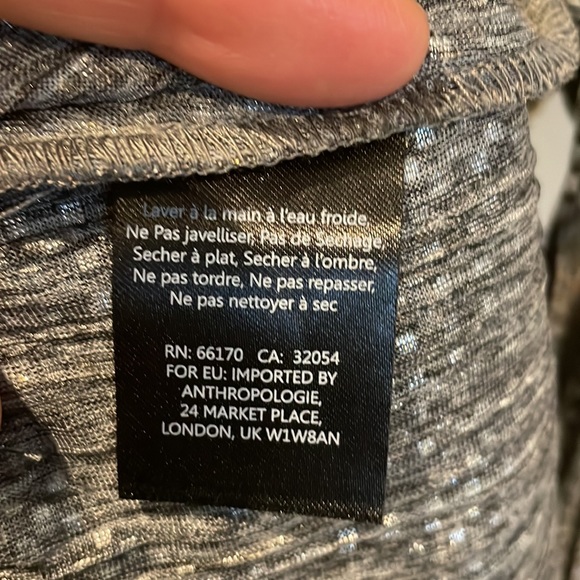 Laver à la main à l'eau froide,
Ne Pas javelliser, Pas de Sechage,
Secher à plat, Secher à l'ombre,
Ne pas tordre, Ne pas repasser,
Ne pas nettoyer à sec
RN: 66170 CA: 32054
FOR EU: IMPORTED BY
ANTHROPOLOGIE,
24 MARKET PLACE,
LONDON, UK W1W8AN